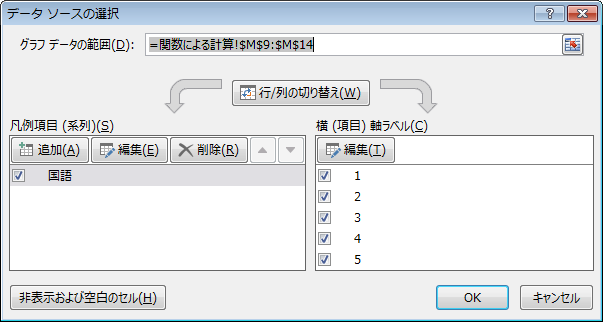 データ ソースの選択
グラフ データの範囲(D): =関数による計算!$M$9:$M$14
行/列の切り替え(W)
凡例項目 (系列)(S)
追加(A) 編集(E) 削除(R)
国語
横 (項目) 軸ラベル(C)
編集(T)
1
2
3
4
5
非表示および空白のセル(H)
OK
キャンセル